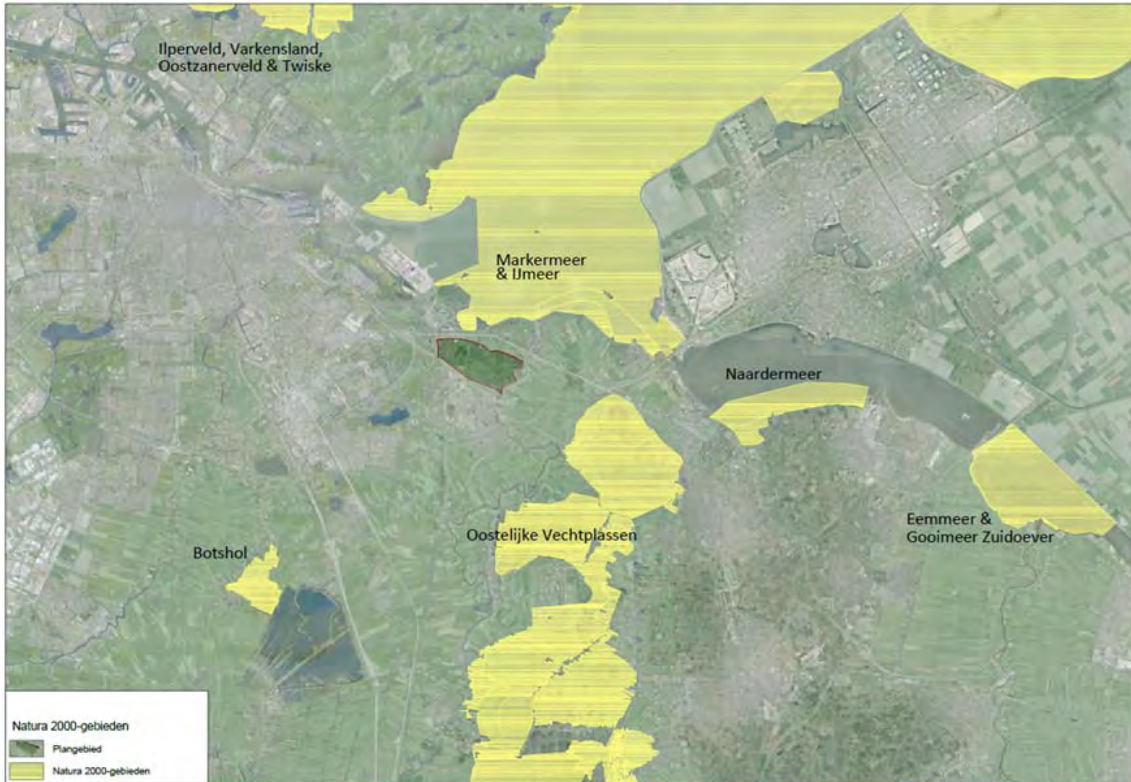 Ilperveld, Varkensland,
Oostzanerveld & Twiske
Markermeer
& IJmeer
Naardermeer
Oostelijke Vechtplassen
Eemmeer &
Gooimeer Zuidoever
Botshol
Natura 2000-gebieden
Plangebied
Natura 2000-gebieden